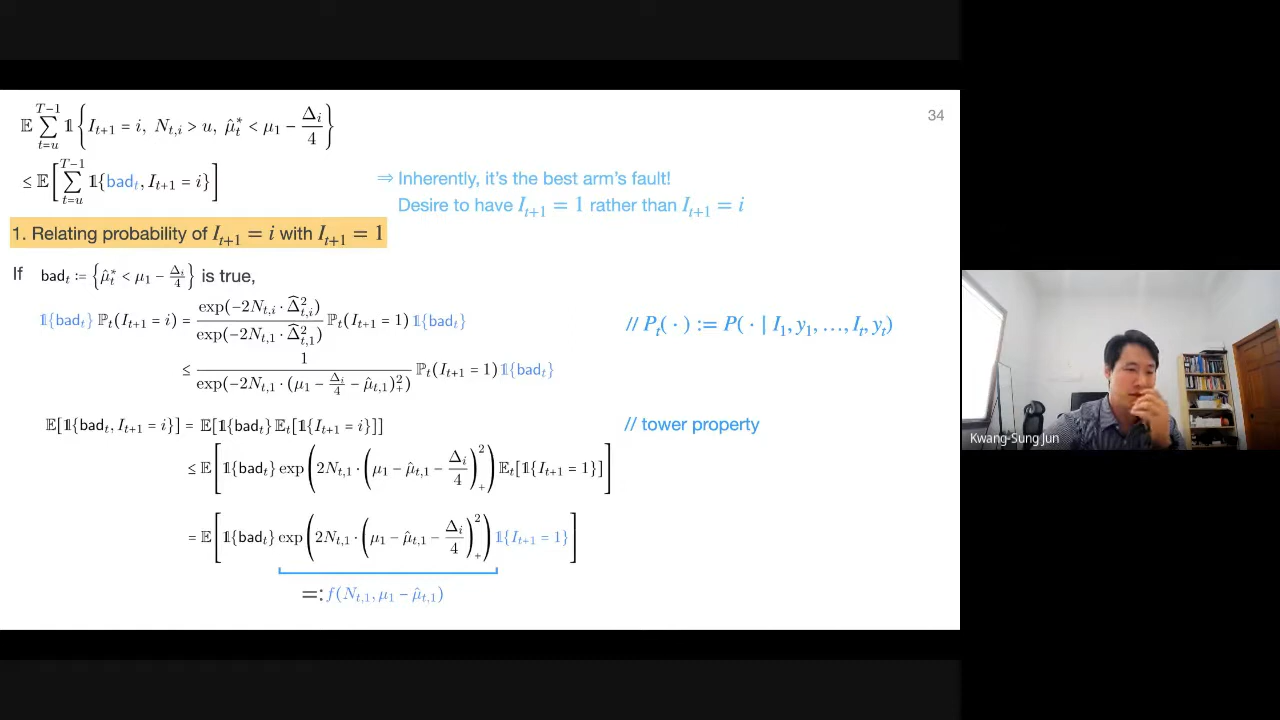 34
𝔼 ∑_{t=u}^{T−1} 𝟙{I_{t+1} = i, N_{t,i} > u, μ̂_t^* < μ_1 − Δ_i/4}
≤ 𝔼[∑_{t=u}^{T−1} 𝟙{bad_t, I_{t+1} = i}]
⇒ Inherently, it's the best arm's fault!
Desire to have I_{t+1} = 1 rather than I_{t+1} = i
1. Relating probability of I_{t+1} = i with I_{t+1} = 1
If bad_t := {μ̂_t^* < μ_1 − Δ_i/4} is true,
𝟙{bad_t} ℙ_t(I_{t+1} = i) = exp(−2N_{t,i} · Δ̂_{t,i}^2) / exp(−2N_{t,1} · Δ̂_{t,1}^2) ℙ_t(I_{t+1} = 1) 𝟙{bad_t}
// P_t( · ) := P( · | I_1, y_1, …, I_t, y_t)
≤ 1 / exp(−2N_{t,1} · (μ_1 − Δ_i/4 − μ̂_{t,1})_+^2) ℙ_t(I_{t+1} = 1) 𝟙{bad_t}
𝔼[𝟙{bad_t, I_{t+1} = i}] = 𝔼[𝟙{bad_t} 𝔼_t[𝟙{I_{t+1} = i}]]
// tower property
≤ 𝔼[𝟙{bad_t} exp(2N_{t,1} · (μ_1 − μ̂_{t,1} − Δ_i/4)_+^2) 𝔼_t[𝟙{I_{t+1} = 1}]]
= 𝔼[𝟙{bad_t} exp(2N_{t,1} · (μ_1 − μ̂_{t,1} − Δ_i/4)_+^2) 𝟙{I_{t+1} = 1}]
=: f(N_{t,1}, μ_1 − μ̂_{t,1})
Kwang-Sung Jun